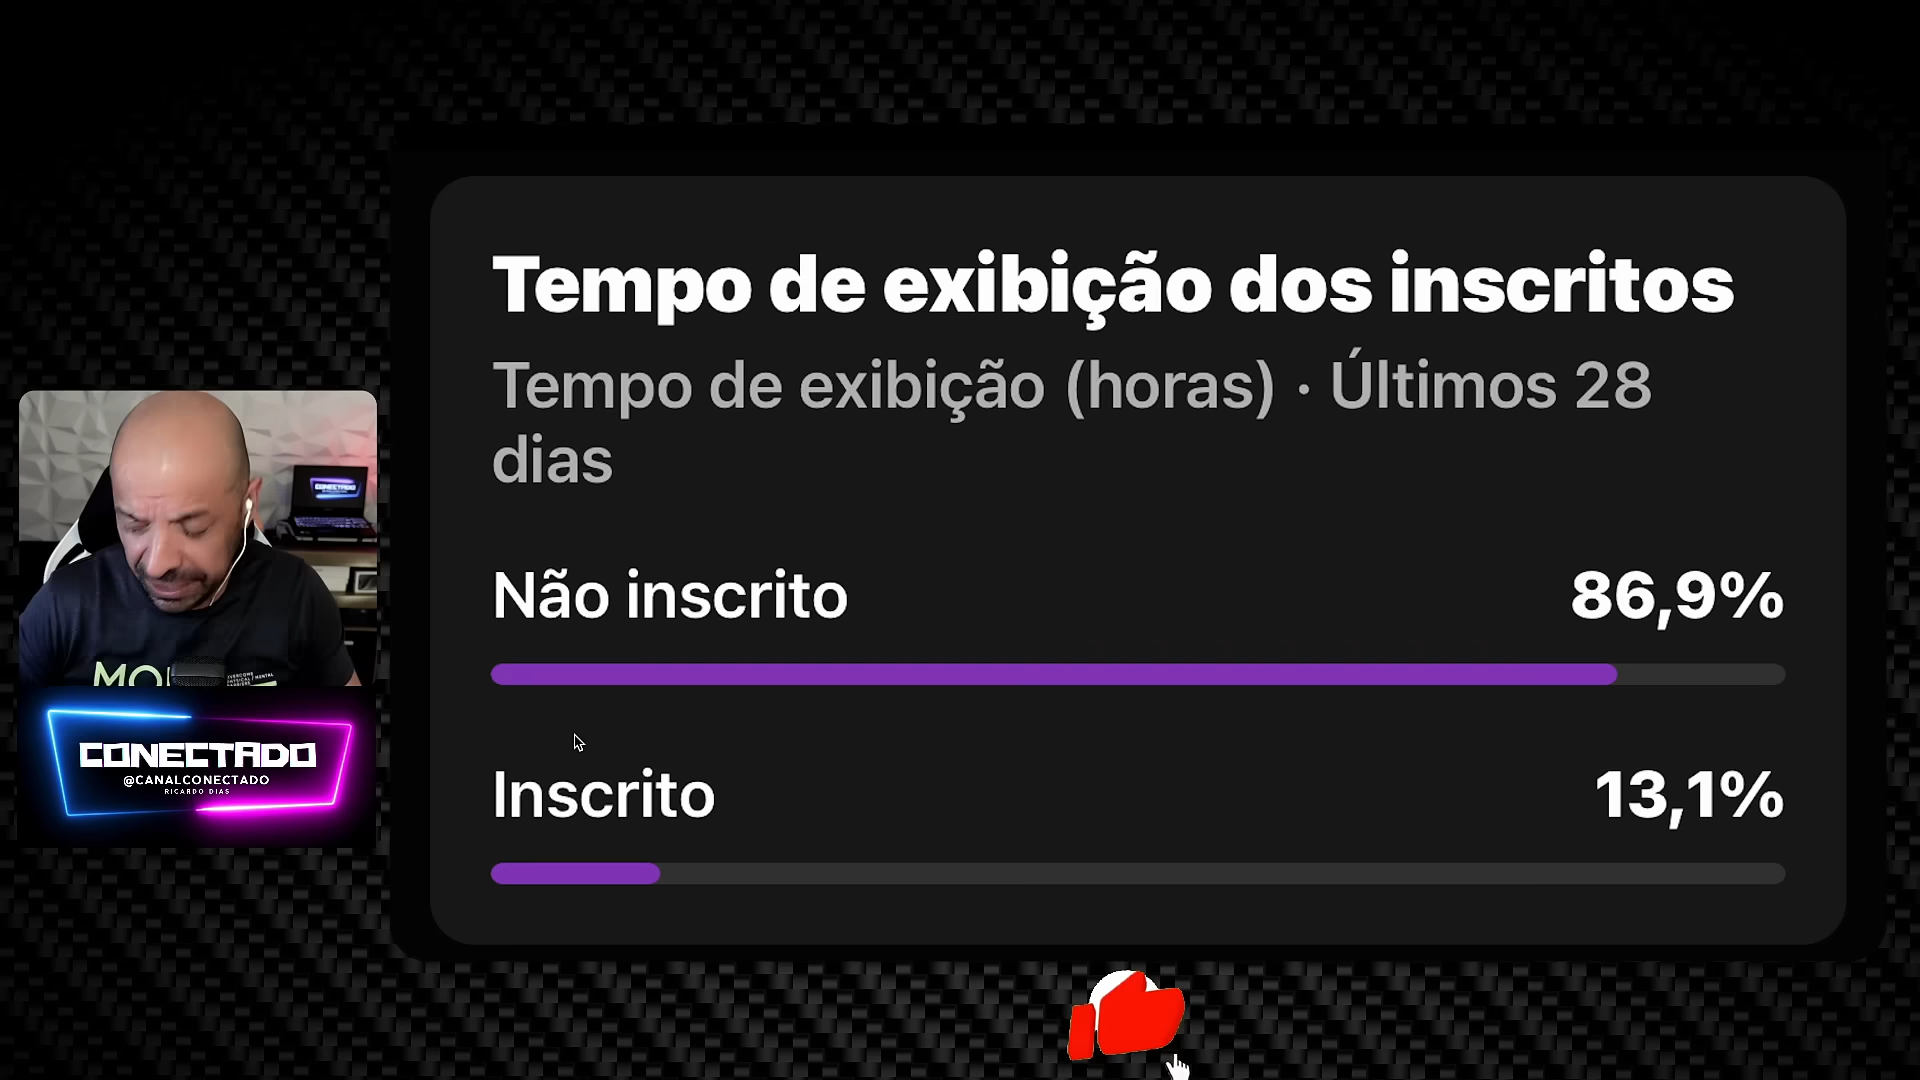 Tempo de exibição dos inscritos
Tempo de exibição (horas) · Últimos 28
dias
Não inscrito
86,9%
Inscrito
13,1%
CONECTADO
CONECTADO
@CANALCONECTADO
RICARDO DIAS